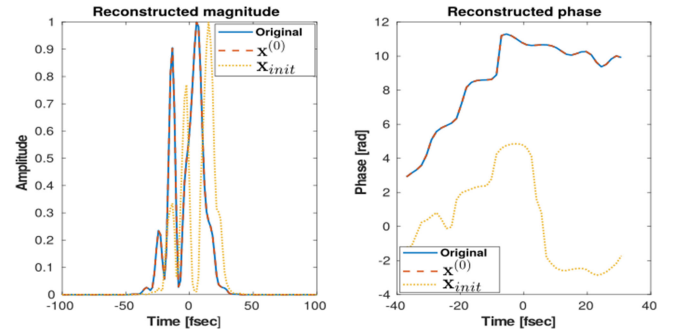 Reconstructed magnitude
1
0.9
0.8
0.7
0.6
0.5
0.4
0.3
0.2
0.1
0
Amplitude
Original
x^(0)
x_init
-100
-50
0
50
100
Time [fsec]
Reconstructed phase
12
10
8
6
4
2
0
-2
-4
Phase [rad]
Original
x^(0)
x_init
-40
-20
0
20
40
Time [fsec]